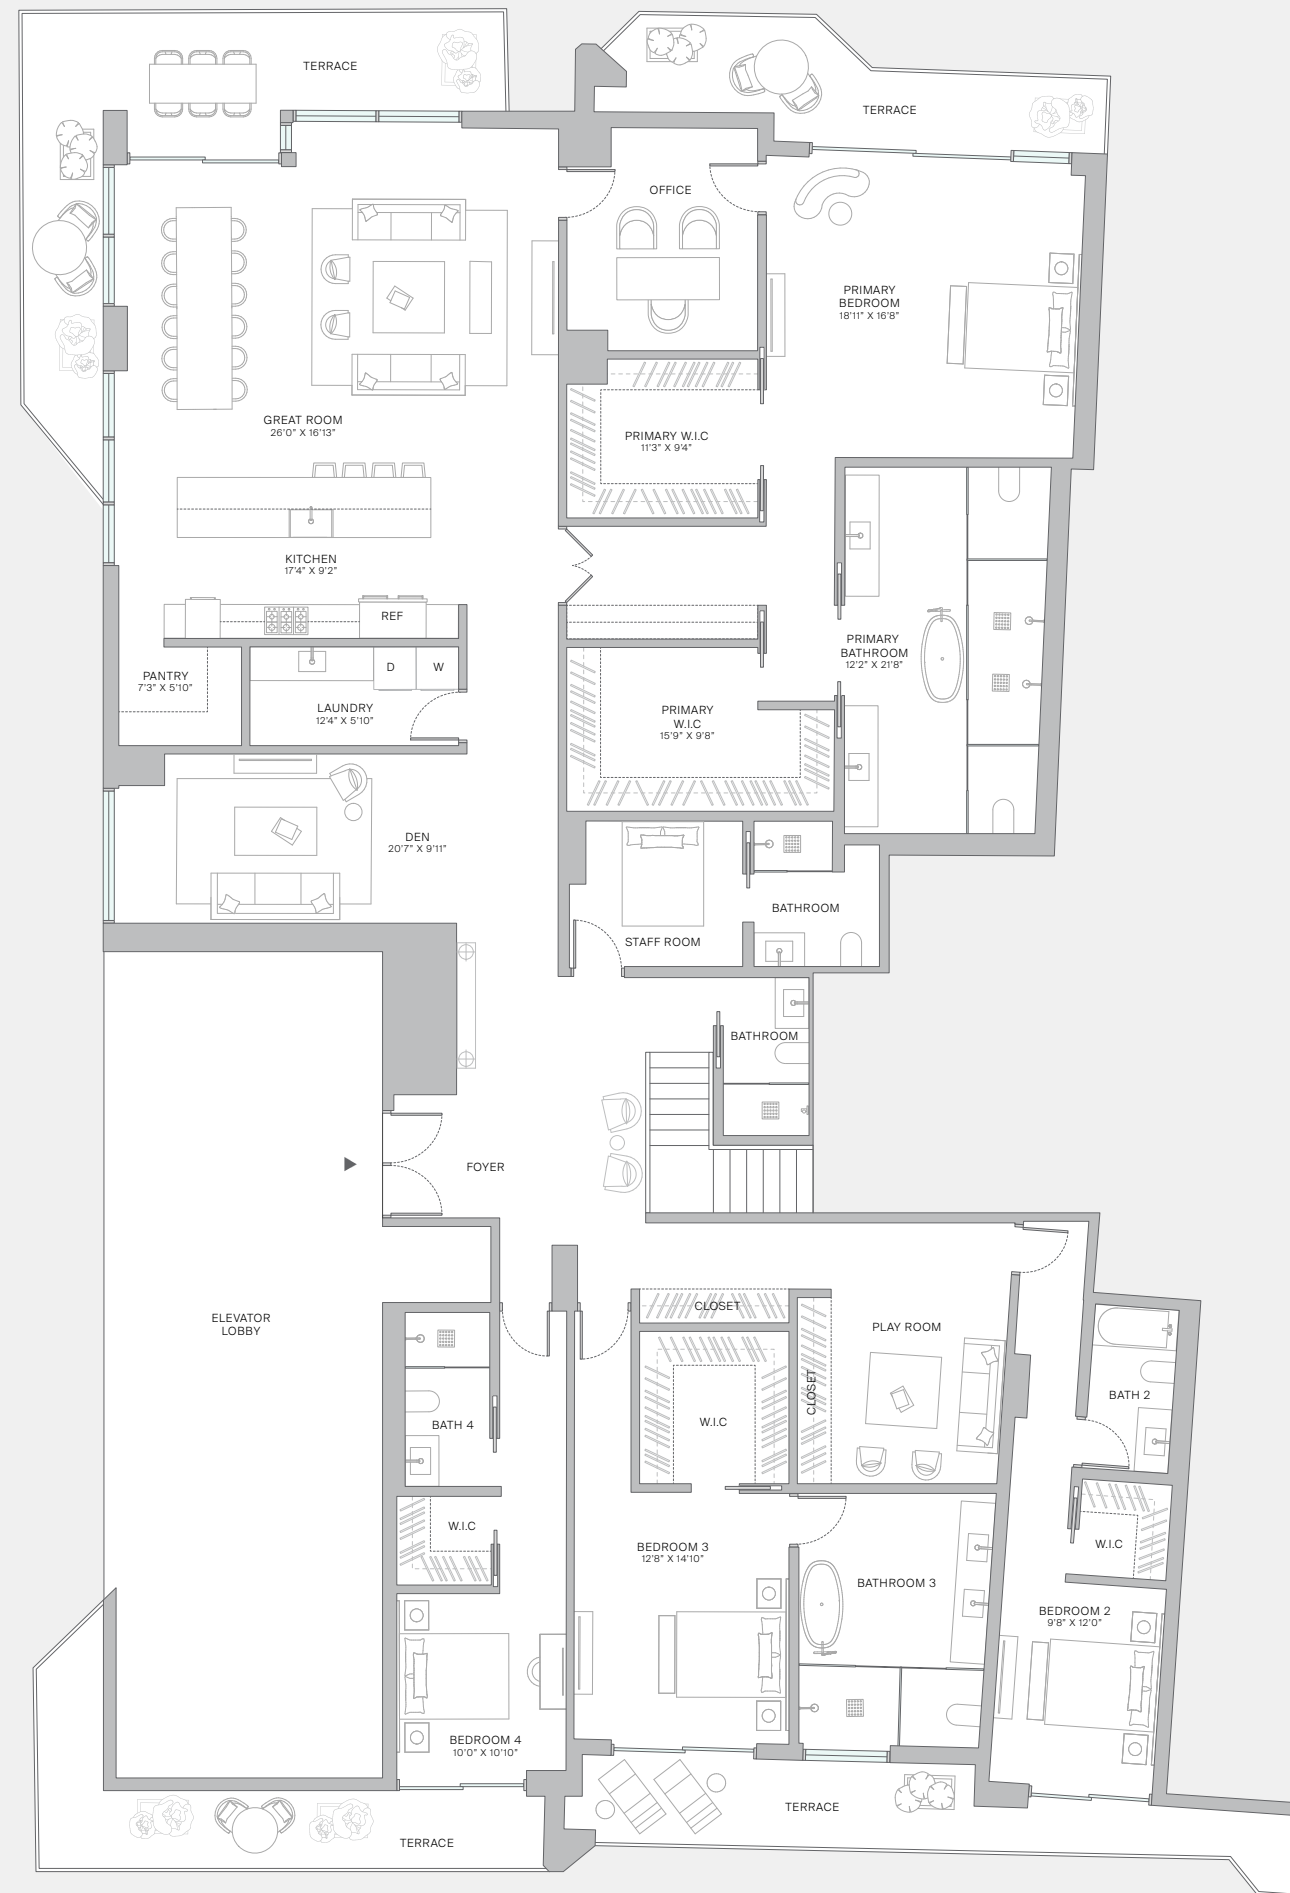 TERRACE
TERRACE
OFFICE
PRIMARY
BEDROOM
18'11" X 16'8"
GREAT ROOM
26'0" X 16'13"
PRIMARY W.I.C
11'3" X 9'4"
KITCHEN
17'4" X 9'2"
REF
PRIMARY
BATHROOM
12'2" X 21'8"
D
W
PANTRY
7'3" X 5'10"
LAUNDRY
12'4" X 5'10"
PRIMARY
W.I.C
15'9" X 9'8"
DEN
20'7" X 9'11"
BATHROOM
STAFF ROOM
BATHROOM
FOYER
ELEVATOR
LOBBY
CLOSET
PLAY ROOM
CLOSET
BATH 2
BATH 4
W.I.C
W.I.C
W.I.C
BEDROOM 3
12'8" X 14'10"
BATHROOM 3
BEDROOM 2
9'8" X 12'0"
BEDROOM 4
10'0" X 10'10"
TERRACE
TERRACE